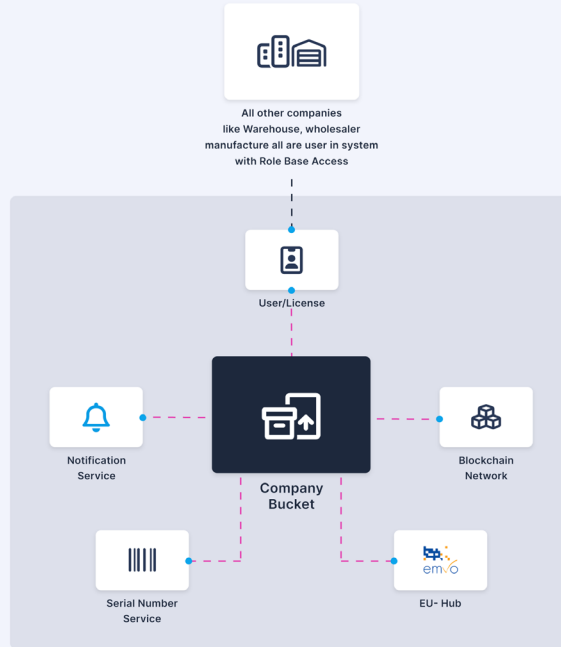 All other companies
like Warehouse, wholesaler
manufacture all are user in system
with Role Base Access
User/License
Notification
Service
Company
Bucket
Blockchain
Network
Serial Number
Service
emvo
EU- Hub